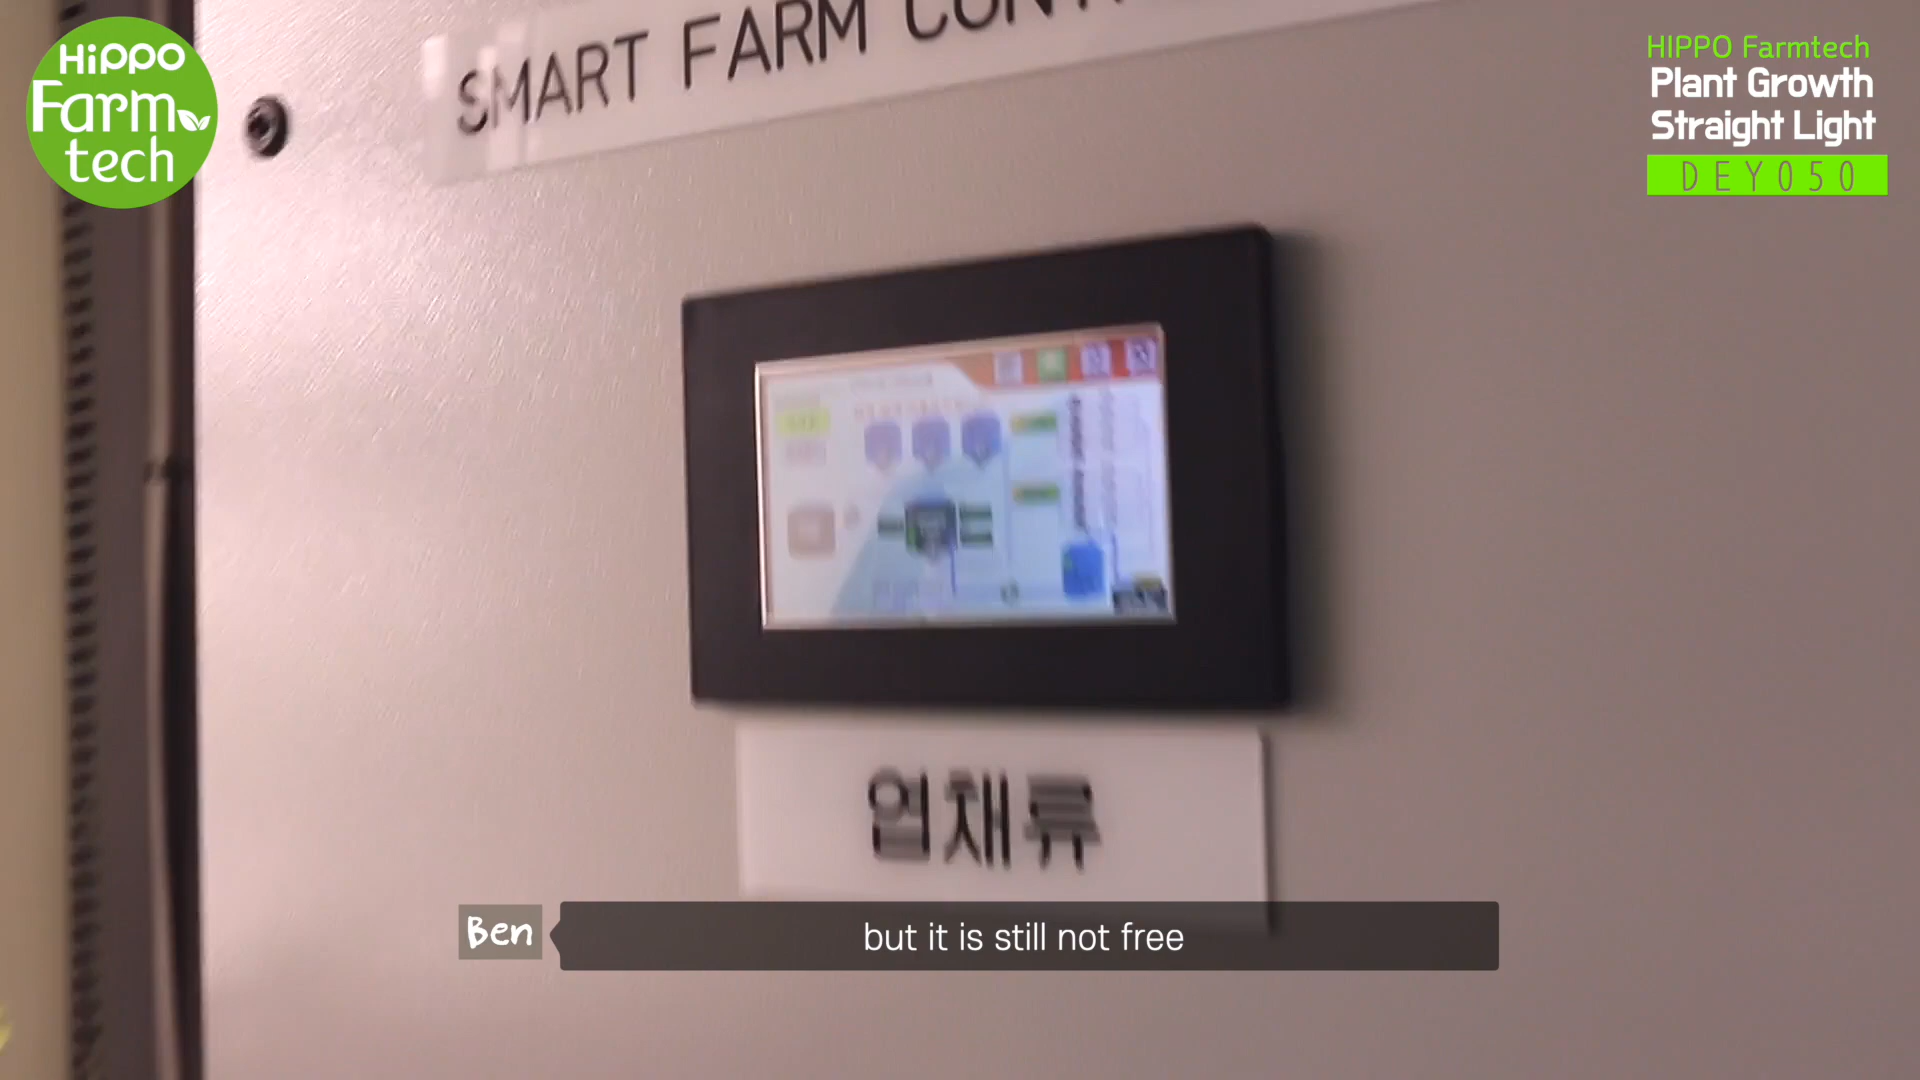 Hippo
Farm
tech
SMART FARM CONT
HIPPO Farmtech
Plant Growth
Straight Light
DEY050
엽채류
Ben
but it is still not free